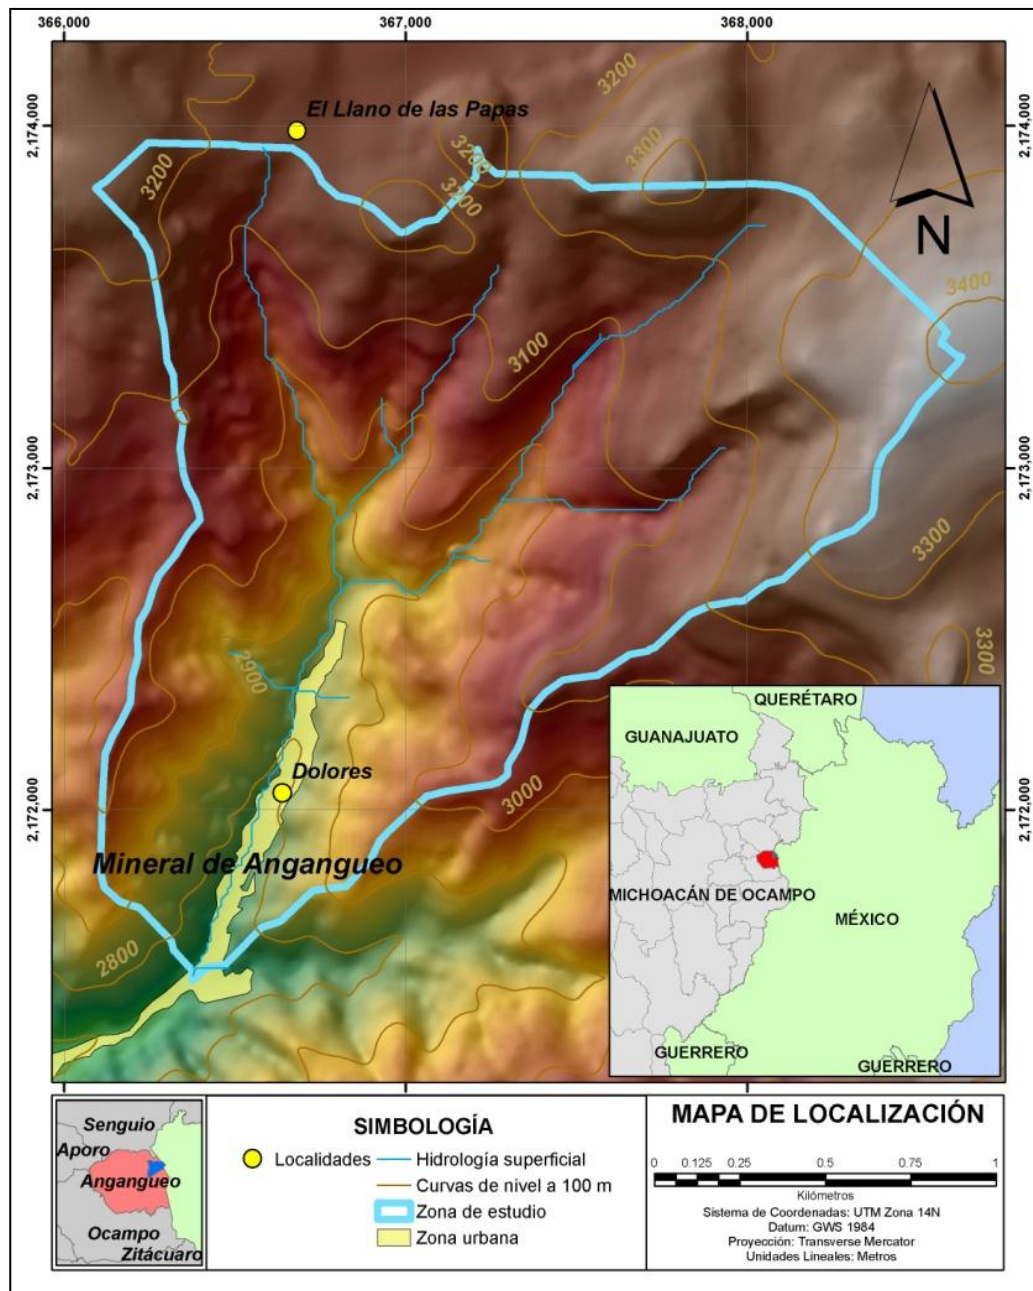 366,000
367,000
368,000
2,174,000
2,174,000
El Llano de las Papas
3200
3300
3200
3200
3200
N
3400
3100
2,173,000
2,173,000
3300
3300
2900
Dolores
3000
2,172,000
2,172,000
Mineral de Angangueo
2800
QUERÉTARO
GUANAJUATO
MICHOACÁN DE OCAMPO
MÉXICO
GUERRERO
GUERRERO
Senguio
Aporo
Angangueo
Ocampo
Zitácuaro
SIMBOLOGÍA
Localidades
Hidrología superficial
Curvas de nivel a 100 m
Zona de estudio
Zona urbana
MAPA DE LOCALIZACIÓN
0 0.125 0.25 0.5 0.75 1
Kilómetros
Sistema de Coordenadas: UTM Zona 14N
Datum: GWS 1984
Proyección: Transverse Mercator
Unidades Lineales: Metros